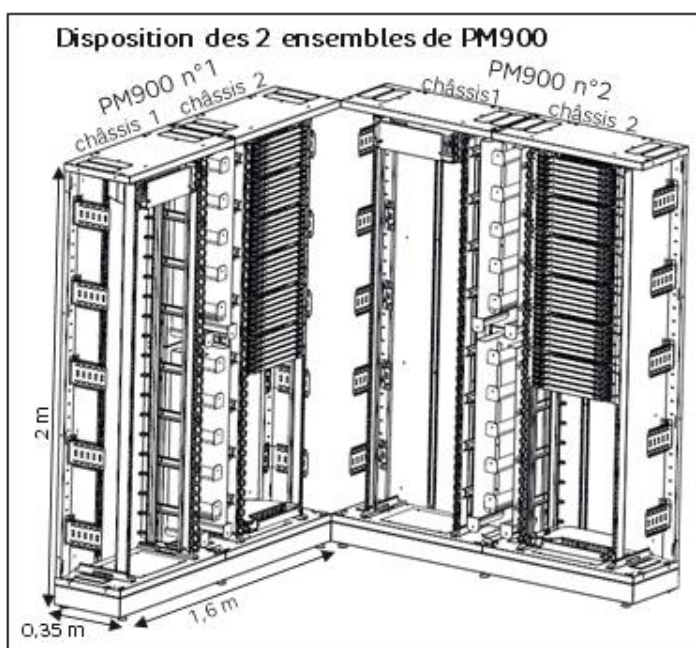 Disposition des 2 ensembles de PM900
PM900 n°1
châssis 1
châssis 2
PM900 n°2
châssis1
châssis 2
2 m
0,35 m
1,6 m